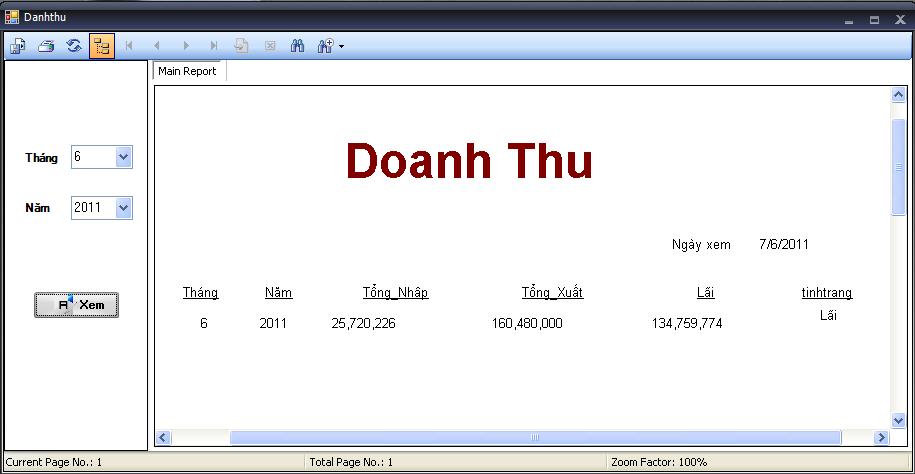 Danhthu
Main Report
Tháng 6
Năm 2011
Xem
Doanh Thu
Ngày xem 7/6/2011
Tháng Năm Tổng_Nhâp Tổng_Xuất Lãi tinhtrang
6 2011 25,720,226 160,480,000 134,759,774 Lãi
Current Page No.: 1 Total Page No.: 1 Zoom Factor: 100%